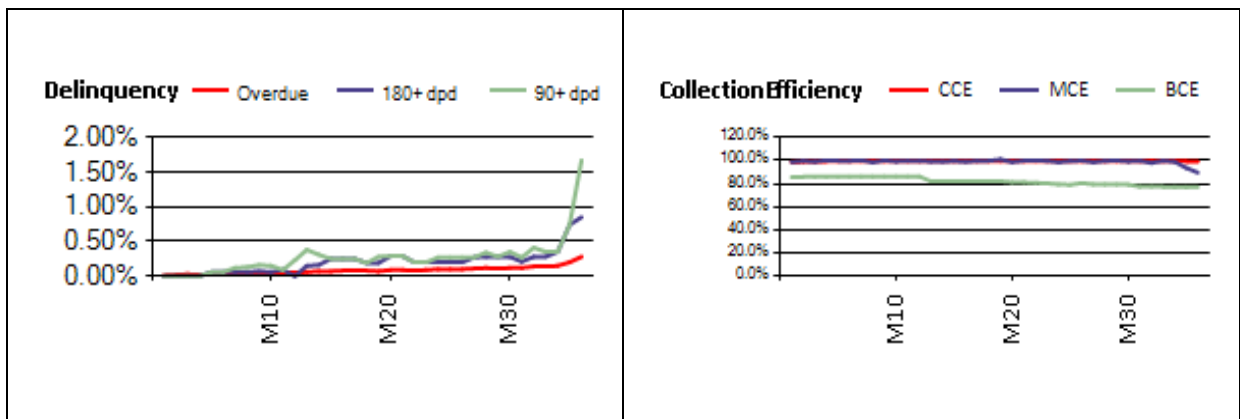 Delinquency Overdue 180+ dpd 90+ dpd
2.00%
1.50%
1.00%
0.50%
0.00%
M10
M20
M30
CollectionEfficiency CCE MCE BCE
120.0%
100.0%
80.0%
60.0%
40.0%
20.0%
0.0%
M10
M20
M30